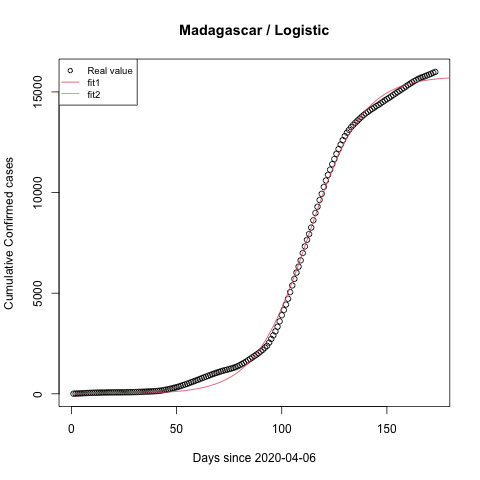 Madagascar / Logistic
Real value
fit1
fit2
Cumulative Confirmed cases
15000
10000
5000
0
0 50 100 150
Days since 2020-04-06